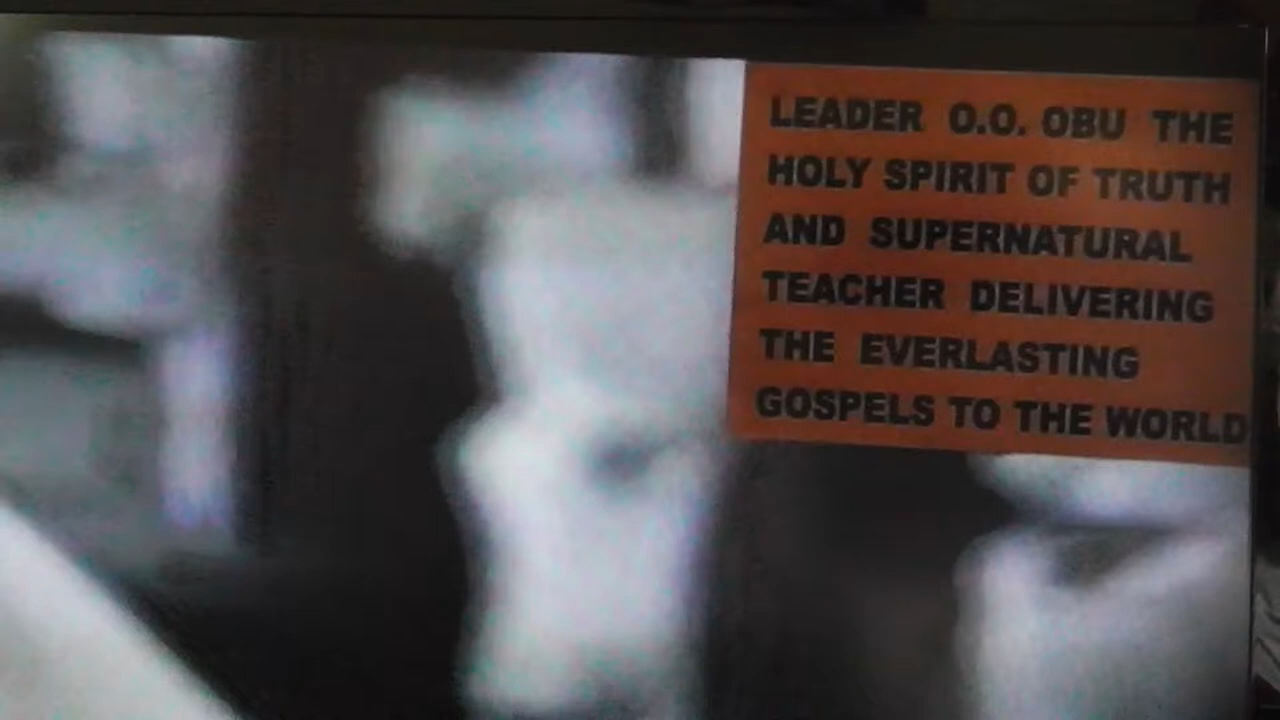 LEADER O.O. OBU THE
HOLY SPIRIT OF TRUTH
AND SUPERNATURAL
TEACHER DELIVERING
THE EVERLASTING
GOSPELS TO THE WORLD